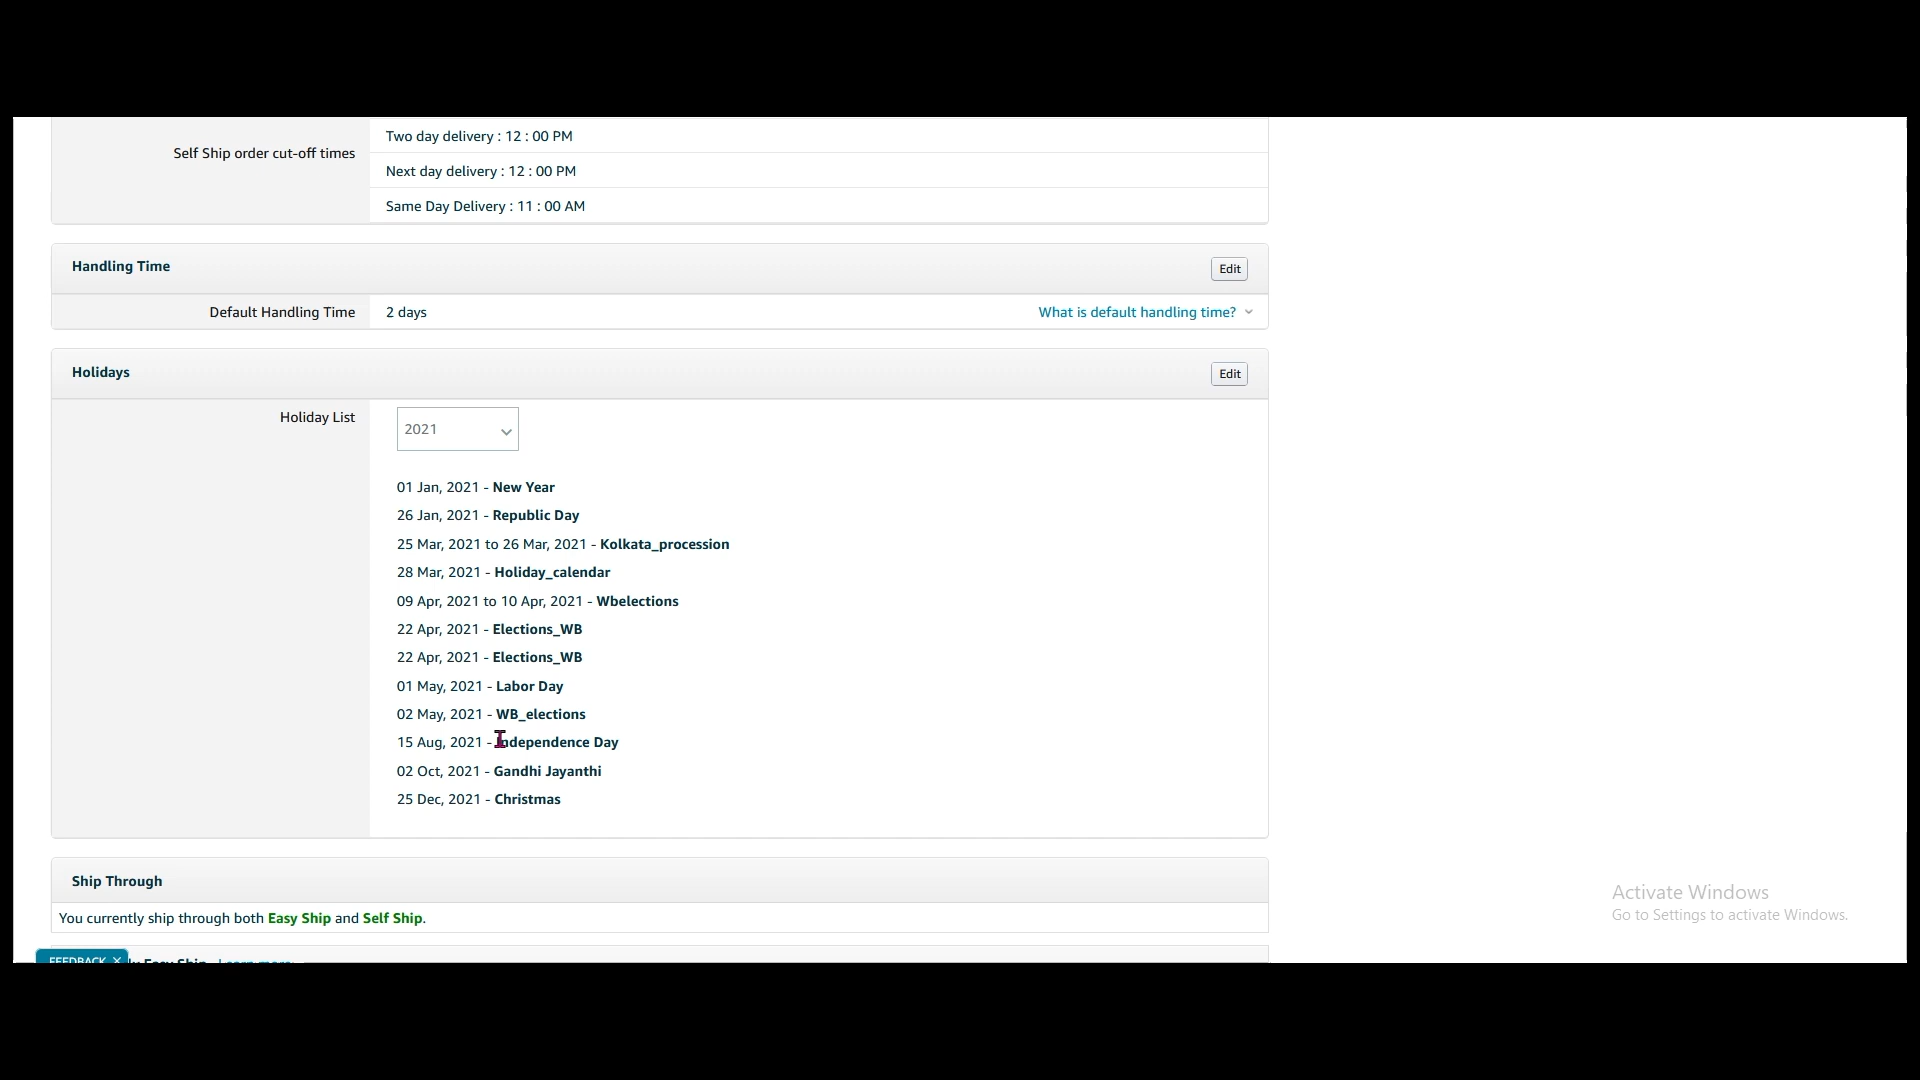 Two day delivery : 12 : 00 PM
Self Ship order cut-off times
Next day delivery : 12 : 00 PM
Same Day Delivery : 11 : 00 AM
Handling Time
Edit
Default Handling Time
2 days
What is default handling time?
Holidays
Edit
Holiday List
2021
01 Jan, 2021 - New Year
26 Jan, 2021 - Republic Day
25 Mar, 2021 to 26 Mar, 2021 - Kolkata_procession
28 Mar, 2021 - Holiday_calendar
09 Apr, 2021 to 10 Apr, 2021 - Wbelections
22 Apr, 2021 - Elections_WB
22 Apr, 2021 - Elections_WB
01 May, 2021 - Labor Day
02 May, 2021 - WB_elections
15 Aug, 2021 - Independence Day
02 Oct, 2021 - Gandhi Jayanthi
25 Dec, 2021 - Christmas
Ship Through
You currently ship through both Easy Ship and Self Ship.
FEEDBACK ×
Easy Ship Learn more
Activate Windows
Go to Settings to activate Windows.